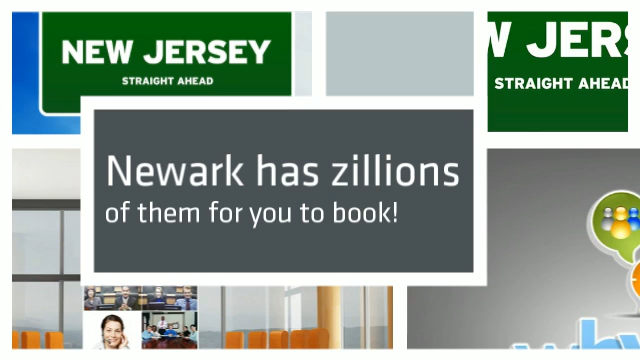 NEW JERSEY
STRAIGHT AHEAD
W JERS
STRAIGHT AHEAD
Newark has zillions
of them for you to book!